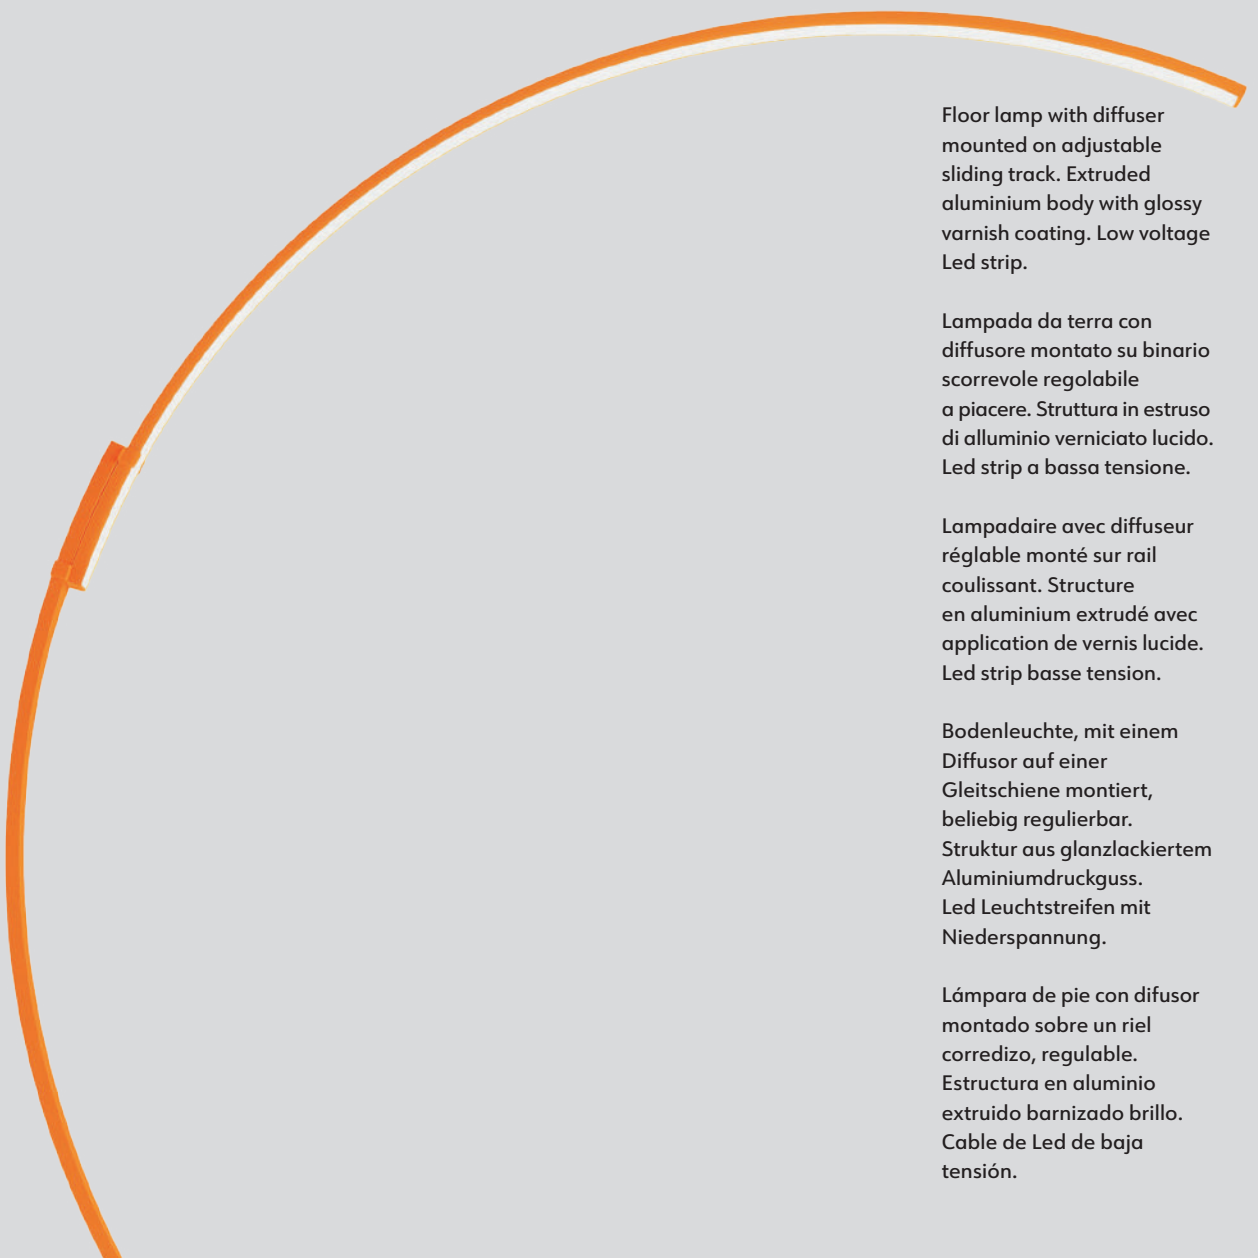 Floor lamp with diffuser
mounted on adjustable
sliding track. Extruded
aluminium body with glossy
varnish coating. Low voltage
Led strip.
Lampada da terra con
diffusore montato su binario
scorrevole regolabile
a piacere. Struttura in estruso
di alluminio verniciato lucido.
Led strip a bassa tensione.
Lampadaire avec diffuseur
réglable monté sur rail
coulissant. Structure
en aluminium extrudé avec
application de vernis lucide.
Led strip basse tension.
Bodenleuchte, mit einem
Diffusor auf einer
Gleitschiene montiert,
beliebig regulierbar.
Struktur aus glanzlackiertem
Aluminiumdruckguss.
Led Leuchtstreifen mit
Niederspannung.
Lámpara de pie con difusor
montado sobre un riel
corredizo, regulable.
Estructura en aluminio
extruido barnizado brillo.
Cable de Led de baja
tensión.